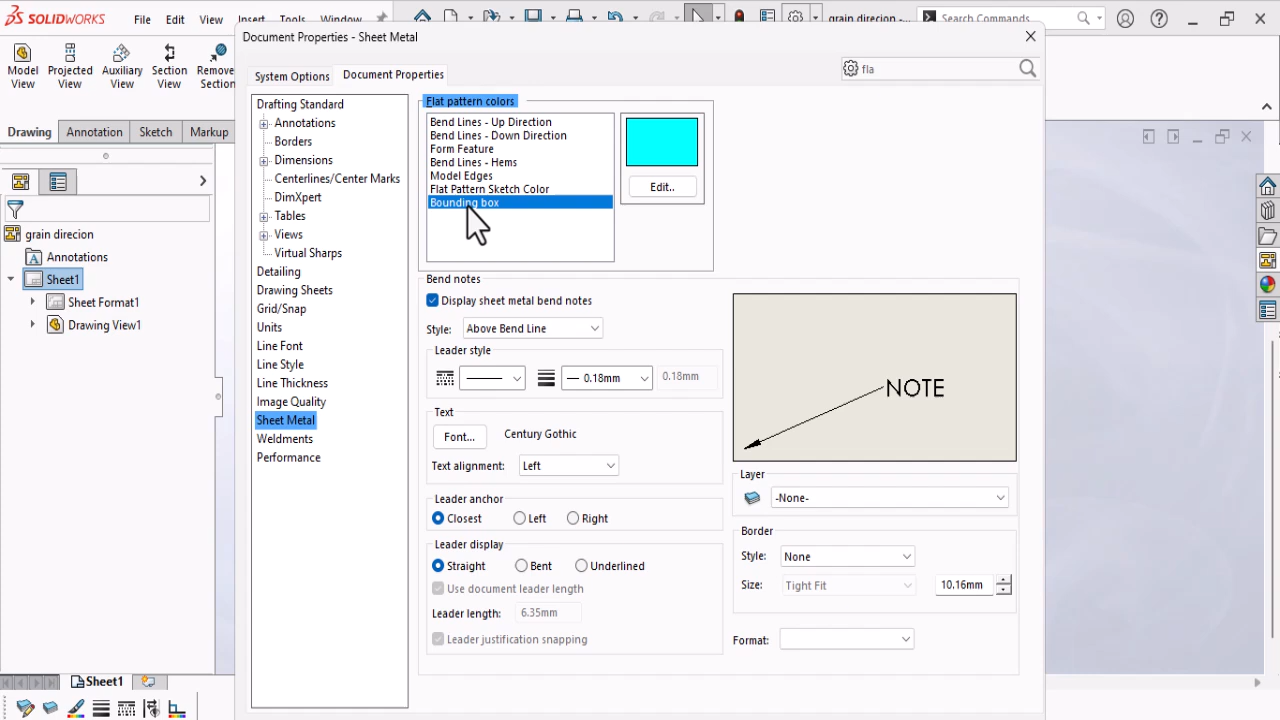 SOLIDWORKS
File
Edit
View
Insert
Tools
Window
grain direcion -...
Search Commands
Model View
Projected View
Auxiliary View
Section View
Remove Section
Drawing
Annotation
Sketch
Markup
grain direcion
Annotations
Sheet1
Sheet Format1
Drawing View1
Sheet1
Document Properties - Sheet Metal
System Options
Document Properties
fla
Drafting Standard
Annotations
Borders
Dimensions
Centerlines/Center Marks
DimXpert
Tables
Views
Virtual Sharps
Detailing
Drawing Sheets
Grid/Snap
Units
Line Font
Line Style
Line Thickness
Image Quality
Sheet Metal
Weldments
Performance
Flat pattern colors
Bend Lines - Up Direction
Bend Lines - Down Direction
Form Feature
Bend Lines - Hems
Model Edges
Flat Pattern Sketch Color
Bounding box
Edit..
Bend notes
Display sheet metal bend notes
Style: Above Bend Line
Leader style
0.18mm 0.18mm
Text
Font... Century Gothic
Text alignment: Left
Leader anchor
Closest Left Right
Leader display
Straight Bent Underlined
Use document leader length
Leader length: 6.35mm
Leader justification snapping
NOTE
Layer
-None-
Border
Style: None
Size: Tight Fit 10.16mm
Format: